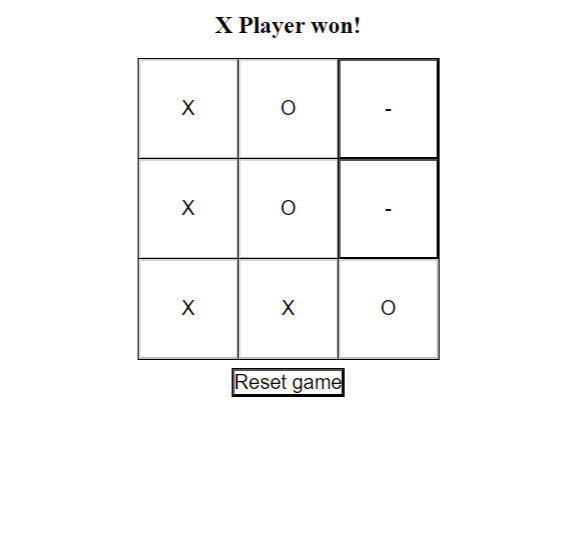 X Player won!
X O -
X O -
X X O
Reset game